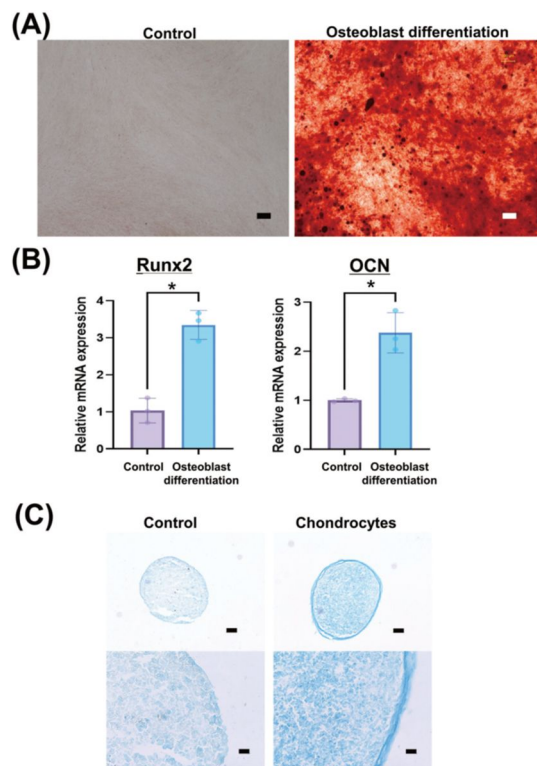 (A)
Control
Osteoblast differentiation
(B)
Runx2
OCN
*
*
Relative mRNA expression
4
3
2
1
0
Relative mRNA expression
3
2
1
0
Control
Osteoblast
differentiation
Control
Osteoblast
differentiation
(C)
Control
Chondrocytes